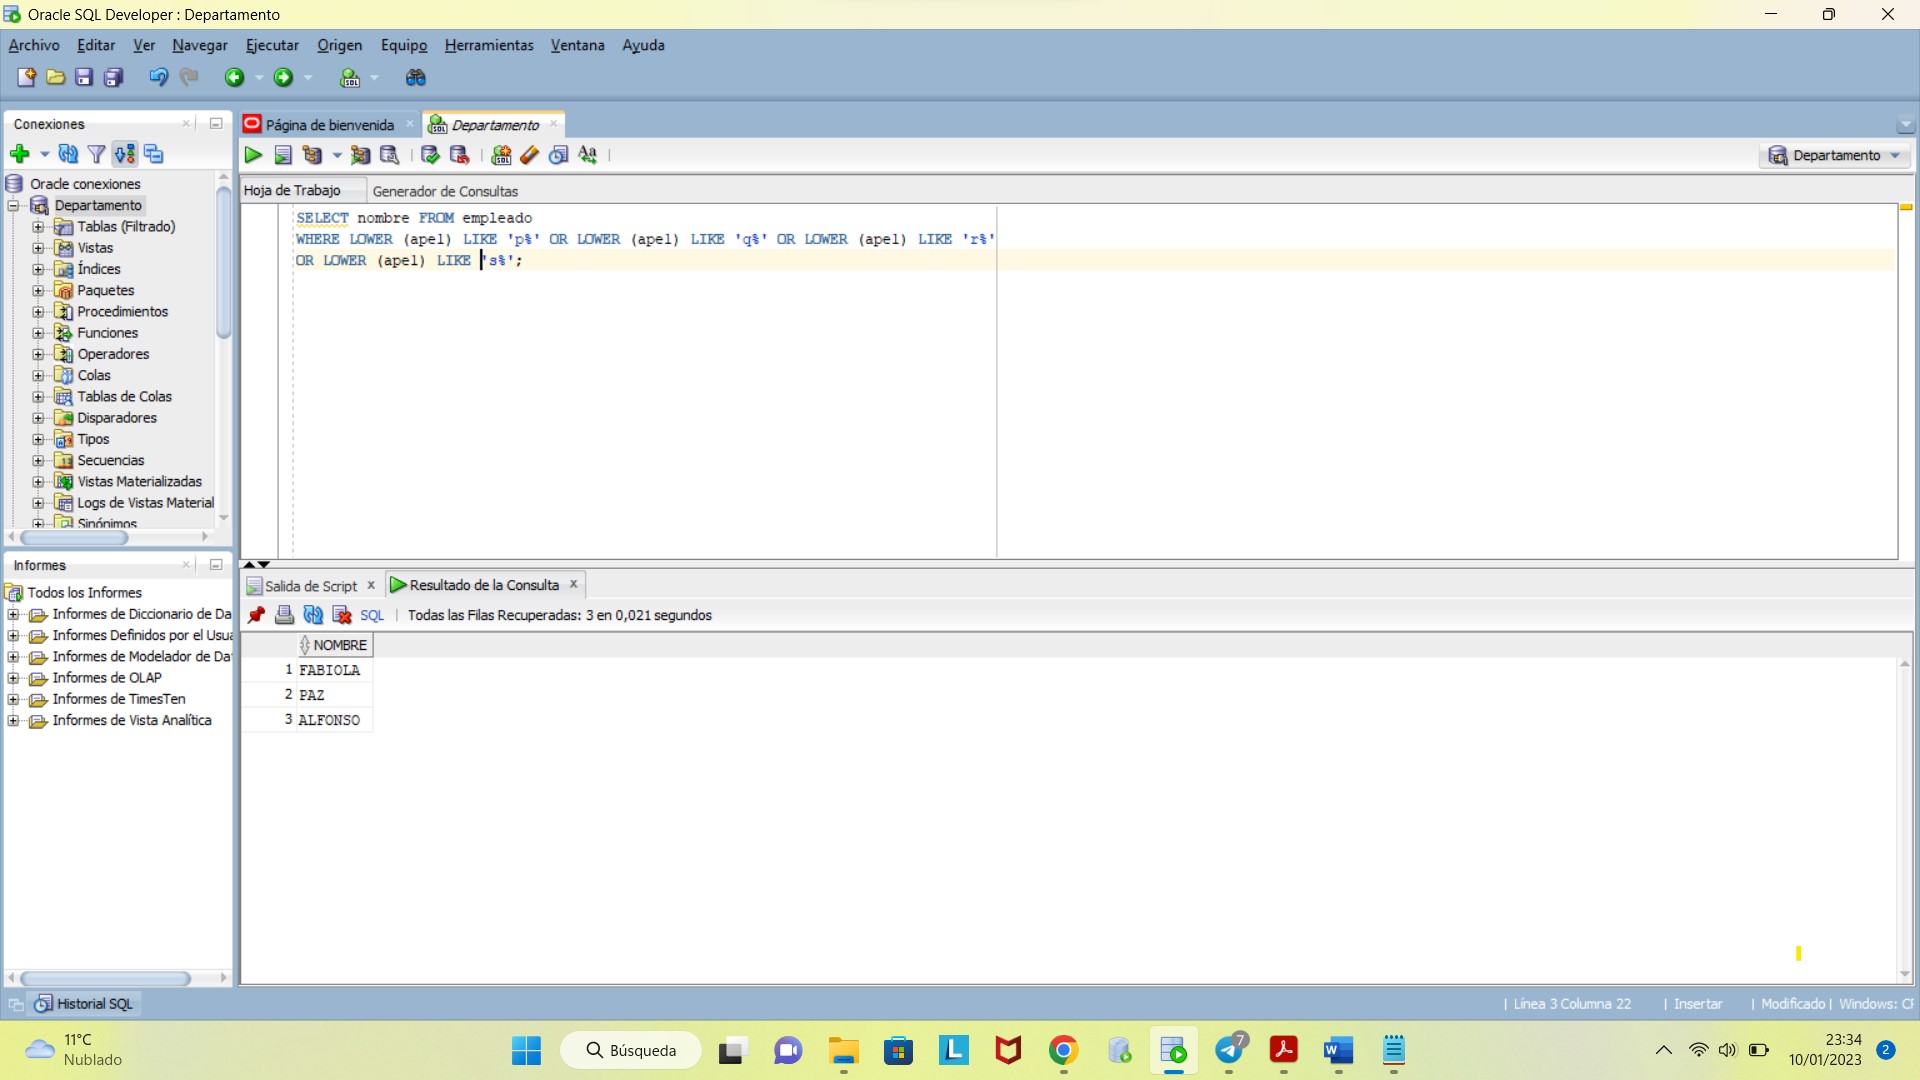 Oracle SQL Developer : Departamento
Archivo Editar Ver Navegar Ejecutar Origen Equipo Herramientas Ventana Ayuda
Conexiones
Página de bienvenida
Departamento
Departamento
Oracle conexiones
Departamento
Tablas (Filtrado)
Vistas
Índices
Paquetes
Procedimientos
Funciones
Operadores
Colas
Tablas de Colas
Disparadores
Tipos
Secuencias
Vistas Materializadas
Logs de Vistas Material
Sinónimos
Hoja de Trabajo Generador de Consultas
SELECT nombre FROM empleado
WHERE LOWER (ape1) LIKE 'p%' OR LOWER (ape1) LIKE 'q%' OR LOWER (ape1) LIKE 'r%'
OR LOWER (ape1) LIKE 's%';
Informes
Todos los Informes
Informes de Diccionario de Da
Informes Definidos por el Usua
Informes de Modelador de Da
Informes de OLAP
Informes de TimesTen
Informes de Vista Analítica
Salida de Script x Resultado de la Consulta x
SQL | Todas las Filas Recuperadas: 3 en 0,021 segundos
NOMBRE
1 FABIOLA
2 PAZ
3 ALFONSO
Historial SQL
| Línea 3 Columna 22 | Insertar | Modificado | Windows: CR
11°C
Nublado
Búsqueda
7
23:34
10/01/2023
2